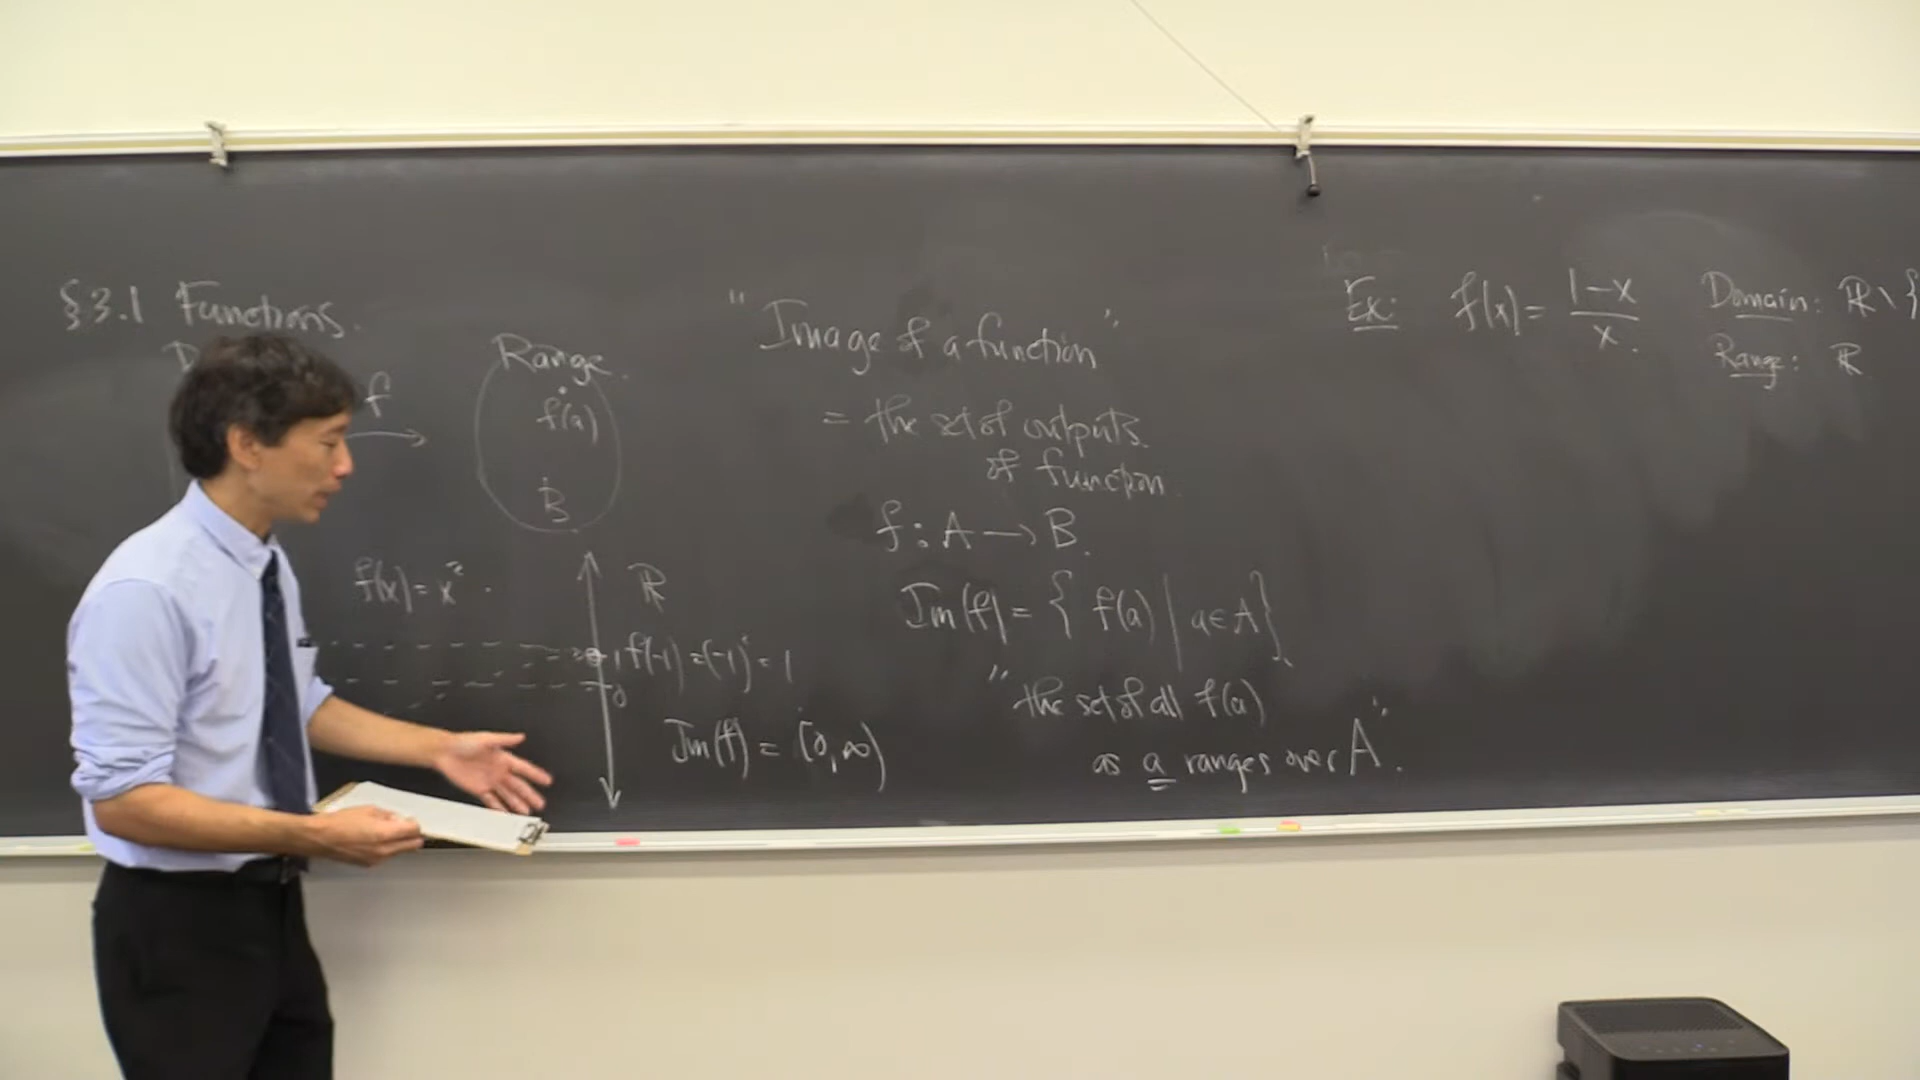 §3.1 Functions.
D
f
Range.
f(a)
B
f(x) = x².
ℝ
1 f(-1) = (-1)² = 1
0
Im(f) = [0, ∞)
"Image of a function"
= the set of outputs
of function
f : A → B.
Im(f) = { f(a) | a ∈ A }.
"the set of all f(a)
as a ranges over A".
Ex: f(x) = 1-x / x. Domain: ℝ \ {
Range: ℝ